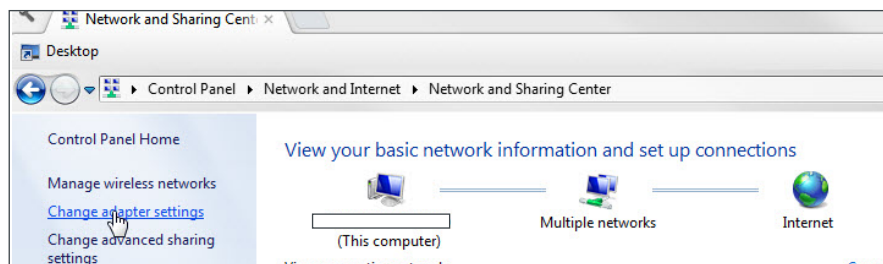 Network and Sharing Cent
Desktop
Control Panel Network and Internet Network and Sharing Center
Control Panel Home
View your basic network information and set up connections
Manage wireless networks
Change adapter settings
Change advanced sharing
settings
Multiple networks
Internet
(This computer)